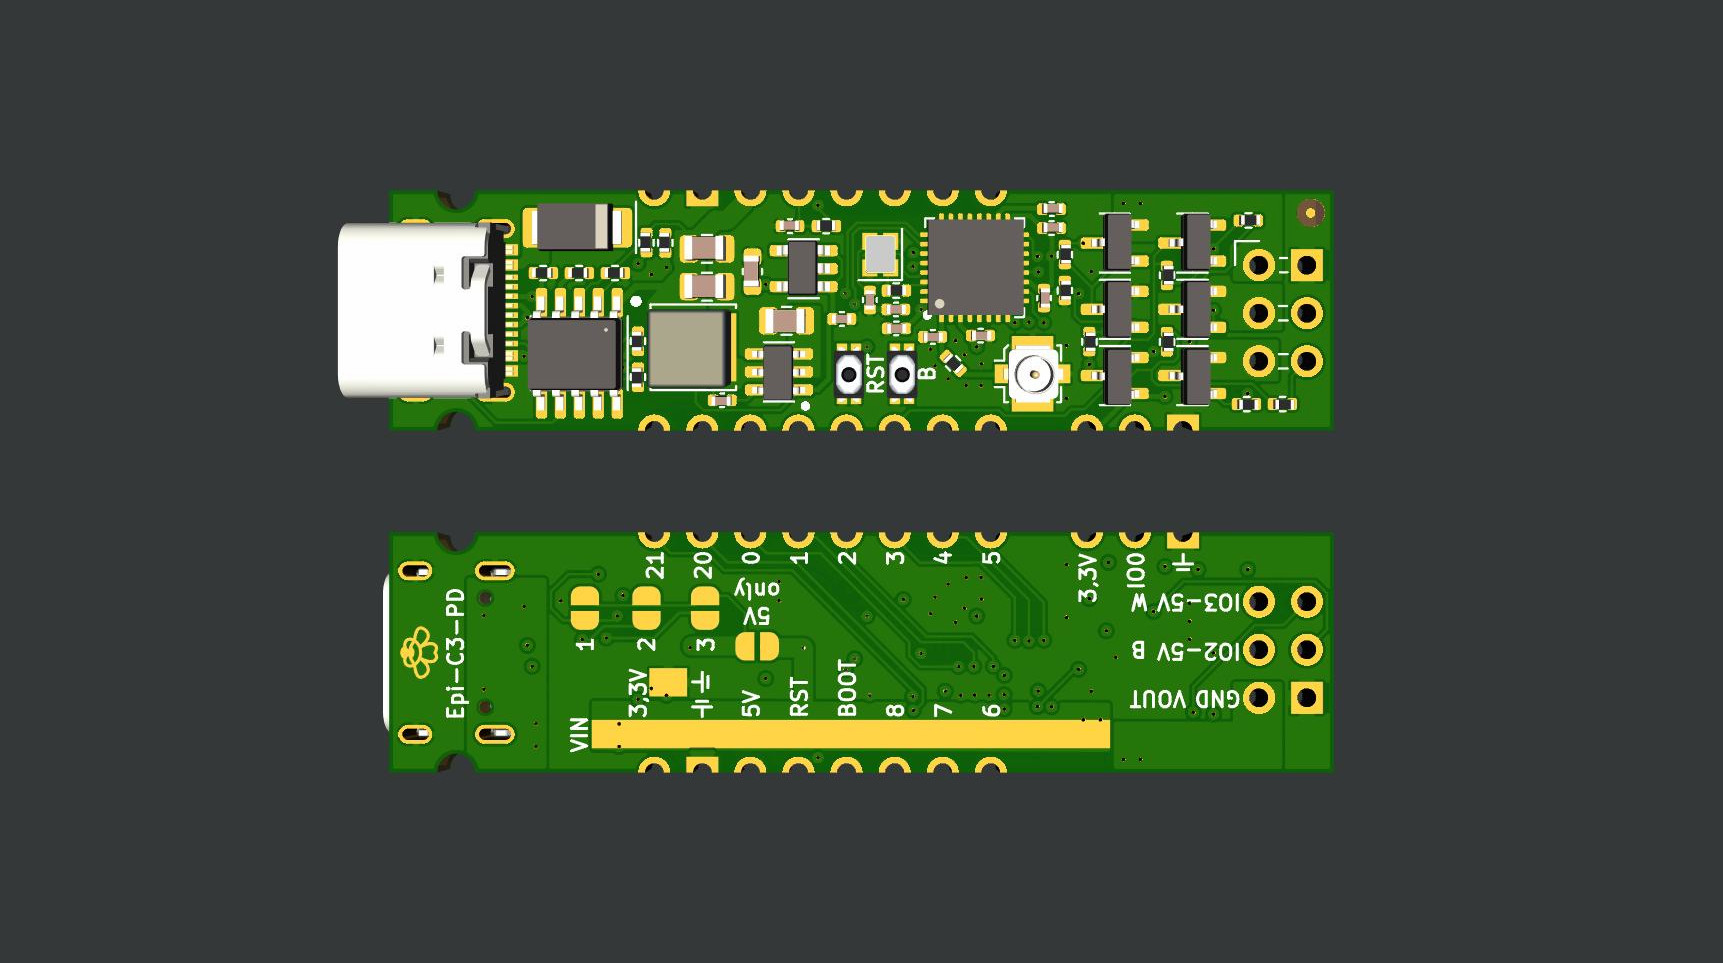 RST
B
21
20
0
1
2
3
4
5
3,3V
IO0
only
5V
IO3-5V W
IO2-5V B
GND VOUT
1
2
3
Epi-C3-PD
3,3V
5V
RST
BOOT
8
7
6
VIN